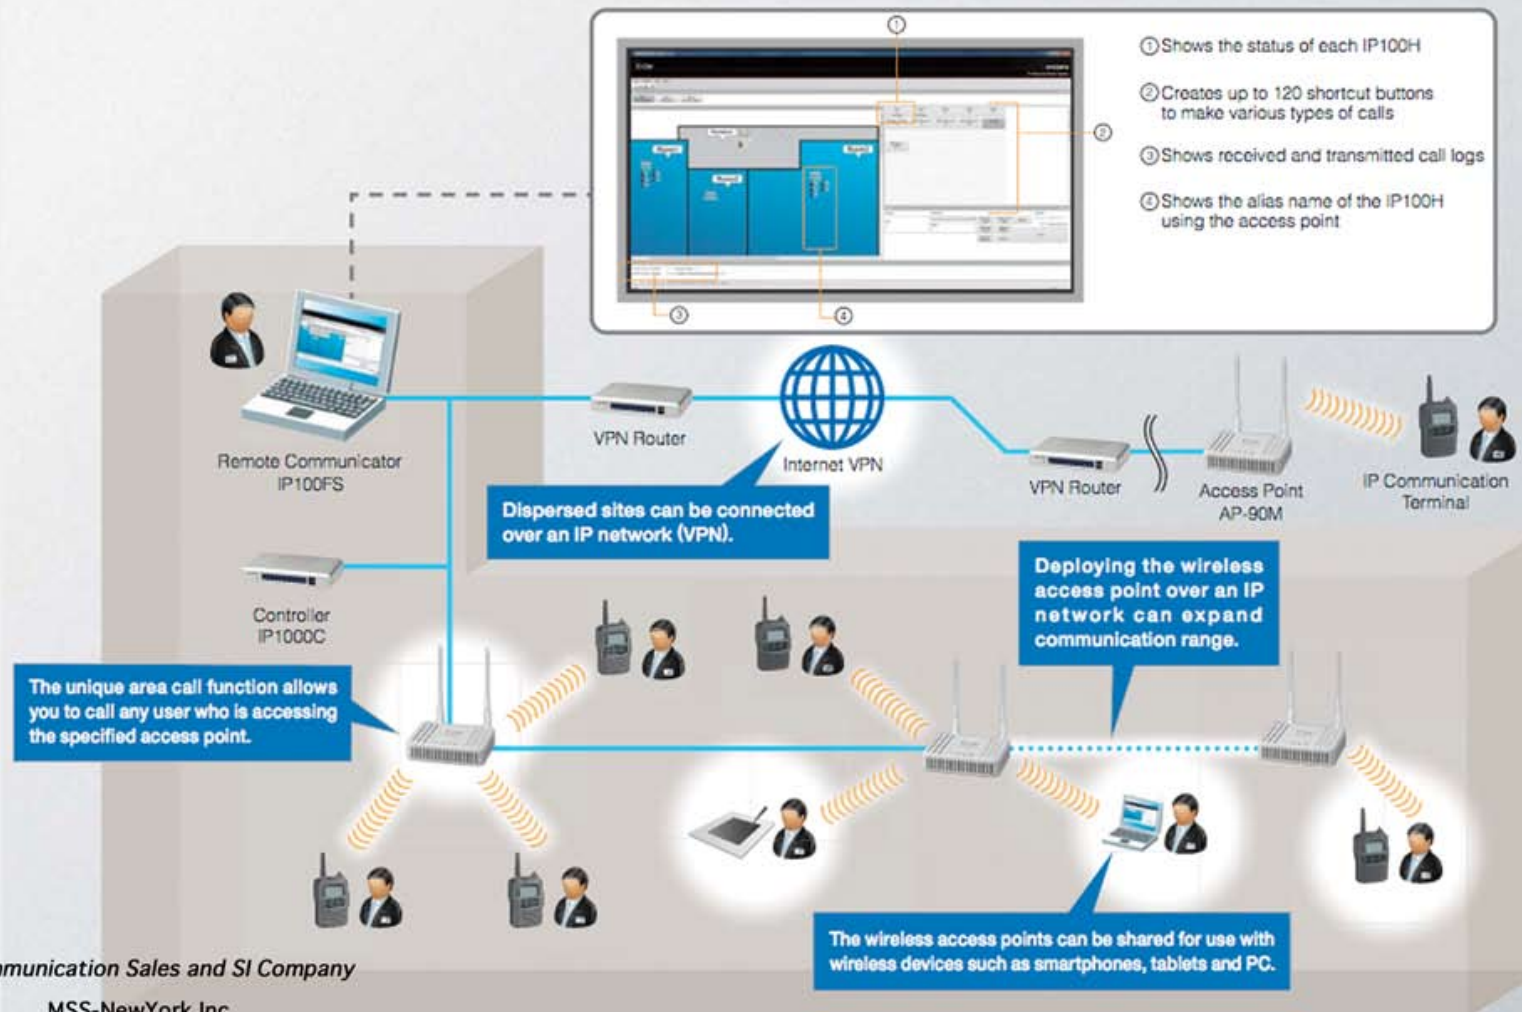 ①
①Shows the status of each IP100H
②Creates up to 120 shortcut buttons
to make various types of calls
②
③Shows received and transmitted call logs
④Shows the alias name of the IP100H
using the access point
③
④
VPN Router
Internet VPN
Remote Communicator
IP100FS
VPN Router
Access Point
AP-90M
IP Communication
Terminal
Dispersed sites can be connected
over an IP network (VPN).
Controller
IP1000C
Deploying the wireless
access point over an IP
network can expand
communication range.
The unique area call function allows
you to call any user who is accessing
the specified access point.
The wireless access points can be shared for use with
wireless devices such as smartphones, tablets and PC.
mmunication Sales and SI Company
MSS-NewYork Inc